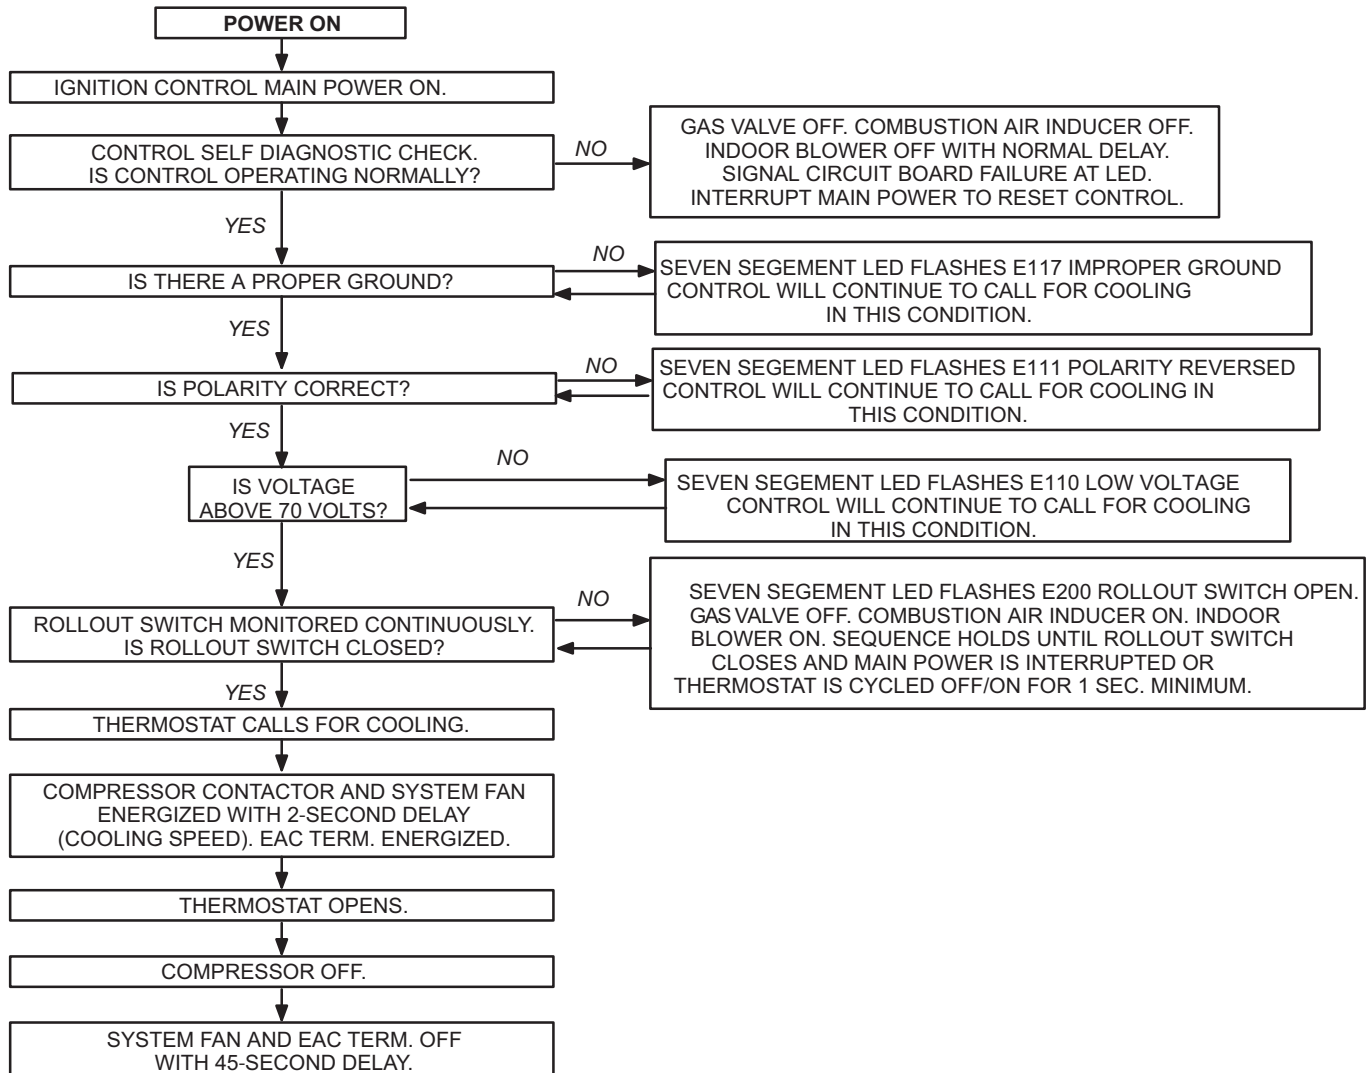 POWER ON
IGNITION CONTROL MAIN POWER ON.
CONTROL SELF DIAGNOSTIC CHECK.
IS CONTROL OPERATING NORMALLY?
NO
GAS VALVE OFF. COMBUSTION AIR INDUCER OFF.
INDOOR BLOWER OFF WITH NORMAL DELAY.
SIGNAL CIRCUIT BOARD FAILURE AT LED.
INTERRUPT MAIN POWER TO RESET CONTROL.
YES
IS THERE A PROPER GROUND?
NO
SEVEN SEGEMENT LED FLASHES E117 IMPROPER GROUND
CONTROL WILL CONTINUE TO CALL FOR COOLING
IN THIS CONDITION.
YES
IS POLARITY CORRECT?
NO
SEVEN SEGEMENT LED FLASHES E111 POLARITY REVERSED
CONTROL WILL CONTINUE TO CALL FOR COOLING IN
THIS CONDITION.
YES
IS VOLTAGE
ABOVE 70 VOLTS?
NO
SEVEN SEGEMENT LED FLASHES E110 LOW VOLTAGE
CONTROL WILL CONTINUE TO CALL FOR COOLING
IN THIS CONDITION.
YES
ROLLOUT SWITCH MONITORED CONTINUOUSLY.
IS ROLLOUT SWITCH CLOSED?
NO
SEVEN SEGEMENT LED FLASHES E200 ROLLOUT SWITCH OPEN.
GAS VALVE OFF. COMBUSTION AIR INDUCER ON. INDOOR
BLOWER ON. SEQUENCE HOLDS UNTIL ROLLOUT SWITCH
CLOSES AND MAIN POWER IS INTERRUPTED OR
THERMOSTAT IS CYCLED OFF/ON FOR 1 SEC. MINIMUM.
YES
THERMOSTAT CALLS FOR COOLING.
COMPRESSOR CONTACTOR AND SYSTEM FAN
ENERGIZED WITH 2-SECOND DELAY
(COOLING SPEED). EAC TERM. ENERGIZED.
THERMOSTAT OPENS.
COMPRESSOR OFF.
SYSTEM FAN AND EAC TERM. OFF
WITH 45-SECOND DELAY.